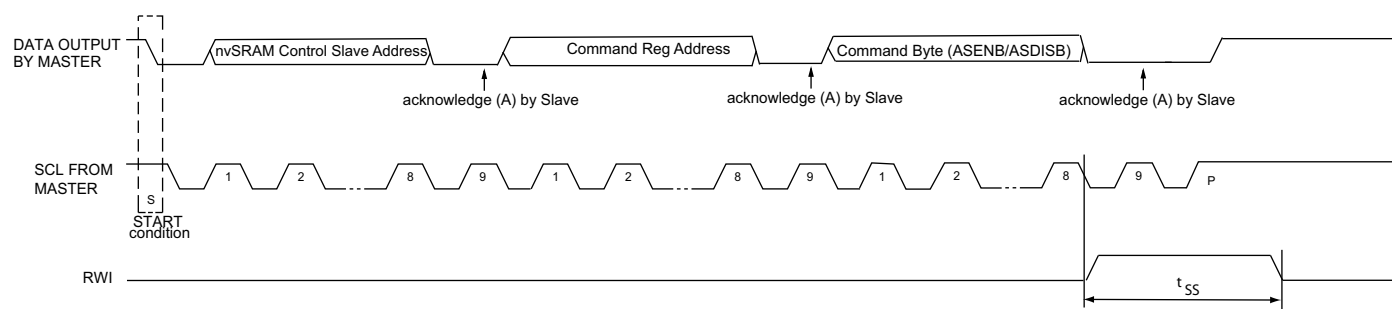 DATA OUTPUT
BY MASTER
nvSRAM Control Slave Address
Command Reg Address
Command Byte (ASENB/ASDISB)
acknowledge (A) by Slave
acknowledge (A) by Slave
acknowledge (A) by Slave
SCL FROM
MASTER
1
2
8
9
1
2
8
9
1
2
8
9
P
S
START
condition
RWI
tSS